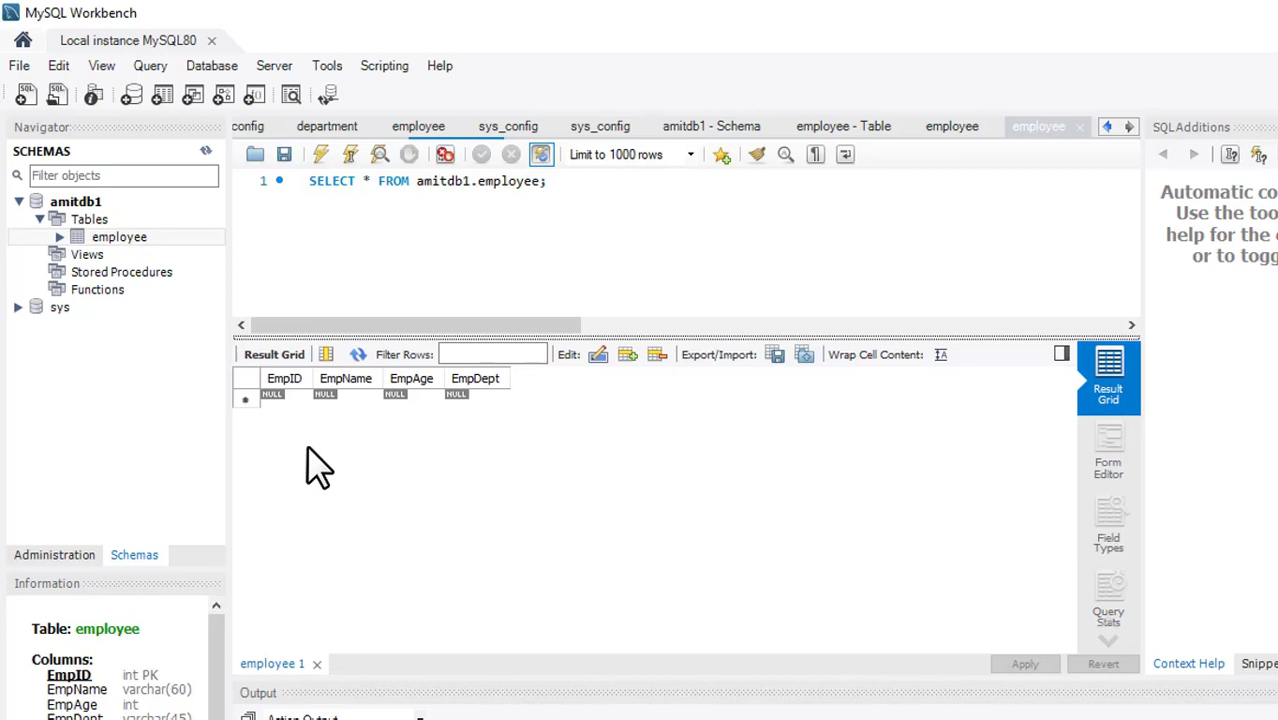 MySQL Workbench
Local instance MySQL80
File Edit View Query Database Server Tools Scripting Help
Navigator
SCHEMAS
Filter objects
amitdb1
Tables
employee
Views
Stored Procedures
Functions
sys
Administration Schemas
Information
Table: employee
Columns:
EmpID int PK
EmpName varchar(60)
EmpAge int
EmpDept varchar(45)
config department employee sys_config sys_config amitdb1 - Schema employee - Table employee employee
Limit to 1000 rows
1 SELECT * FROM amitdb1.employee;
Result Grid Filter Rows: Edit: Export/Import: Wrap Cell Content:
EmpID EmpName EmpAge EmpDept
NULL NULL NULL NULL
Result
Grid
Form
Editor
Field
Types
Query
Stats
employee 1 Apply Revert
Output
Action Output
SQLAdditions
Automatic co
Use the too
help for the
or to togg
Context Help Snippe